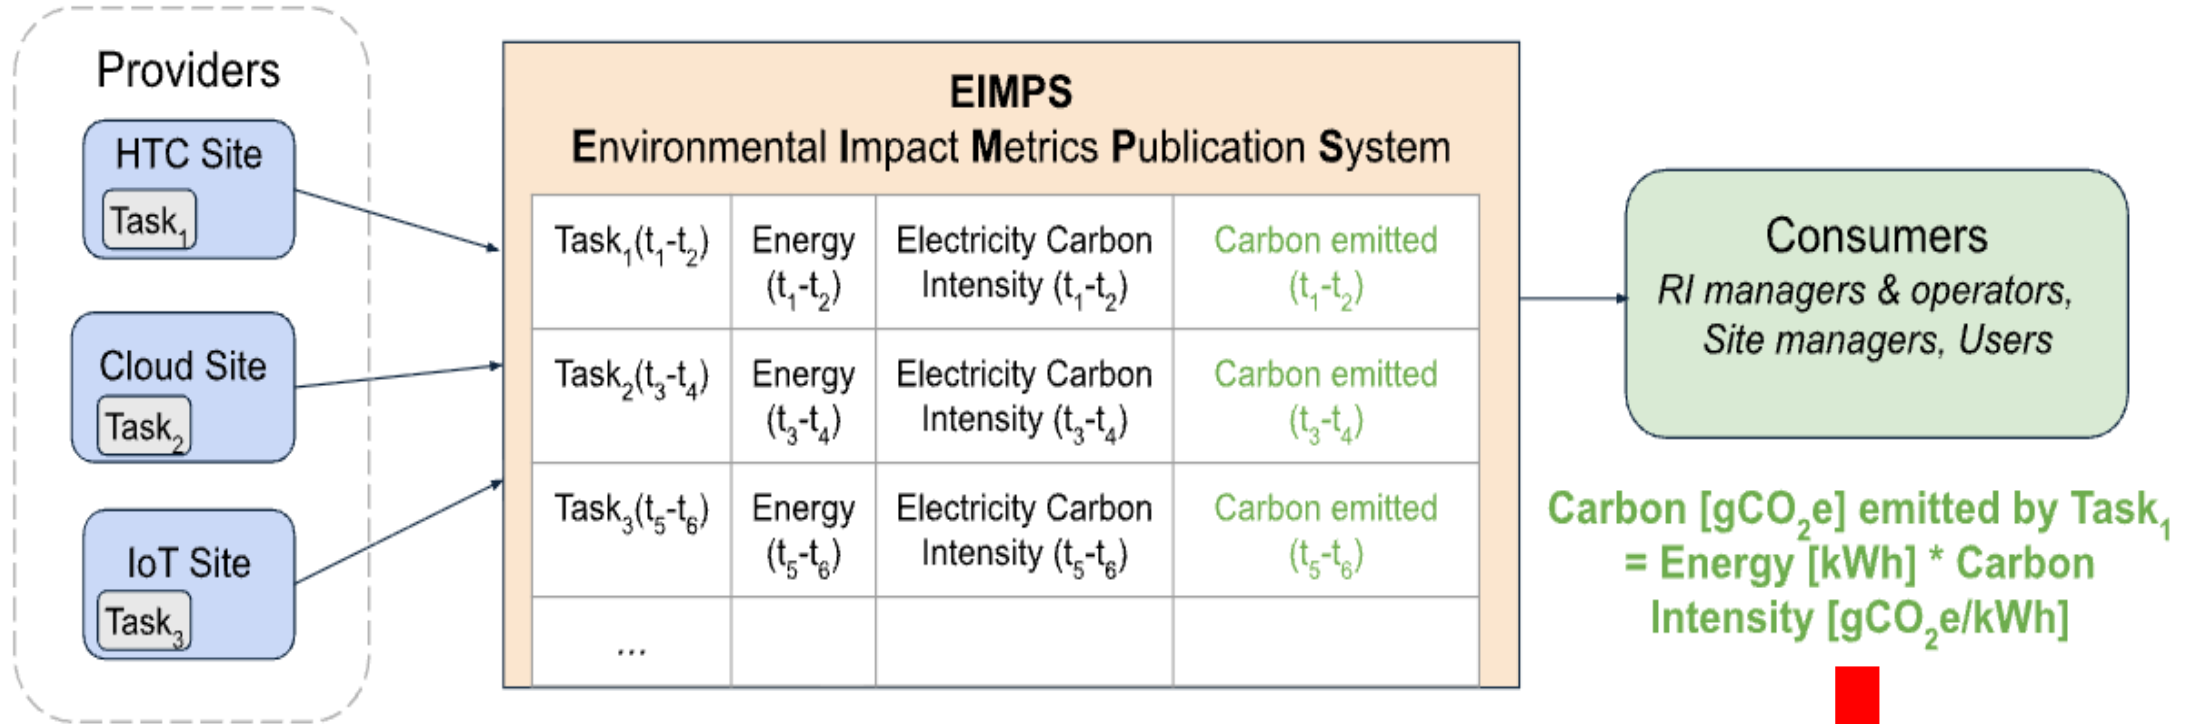 Providers
HTC Site
Task₁
Cloud Site
Task₂
IoT Site
Task₃
EIMPS
Environmental Impact Metrics Publication System
Task₁(t₁-t₂)
Energy
(t₁-t₂)
Electricity Carbon
Intensity (t₁-t₂)
Carbon emitted
(t₁-t₂)
Task₂(t₃-t₄)
Energy
(t₃-t₄)
Electricity Carbon
Intensity (t₃-t₄)
Carbon emitted
(t₃-t₄)
Task₃(t₅-t₆)
Energy
(t₅-t₆)
Electricity Carbon
Intensity (t₅-t₆)
Carbon emitted
(t₅-t₆)
...
Consumers
RI managers & operators,
Site managers, Users
Carbon [gCO₂e] emitted by Task₁
= Energy [kWh] * Carbon
Intensity [gCO₂e/kWh]